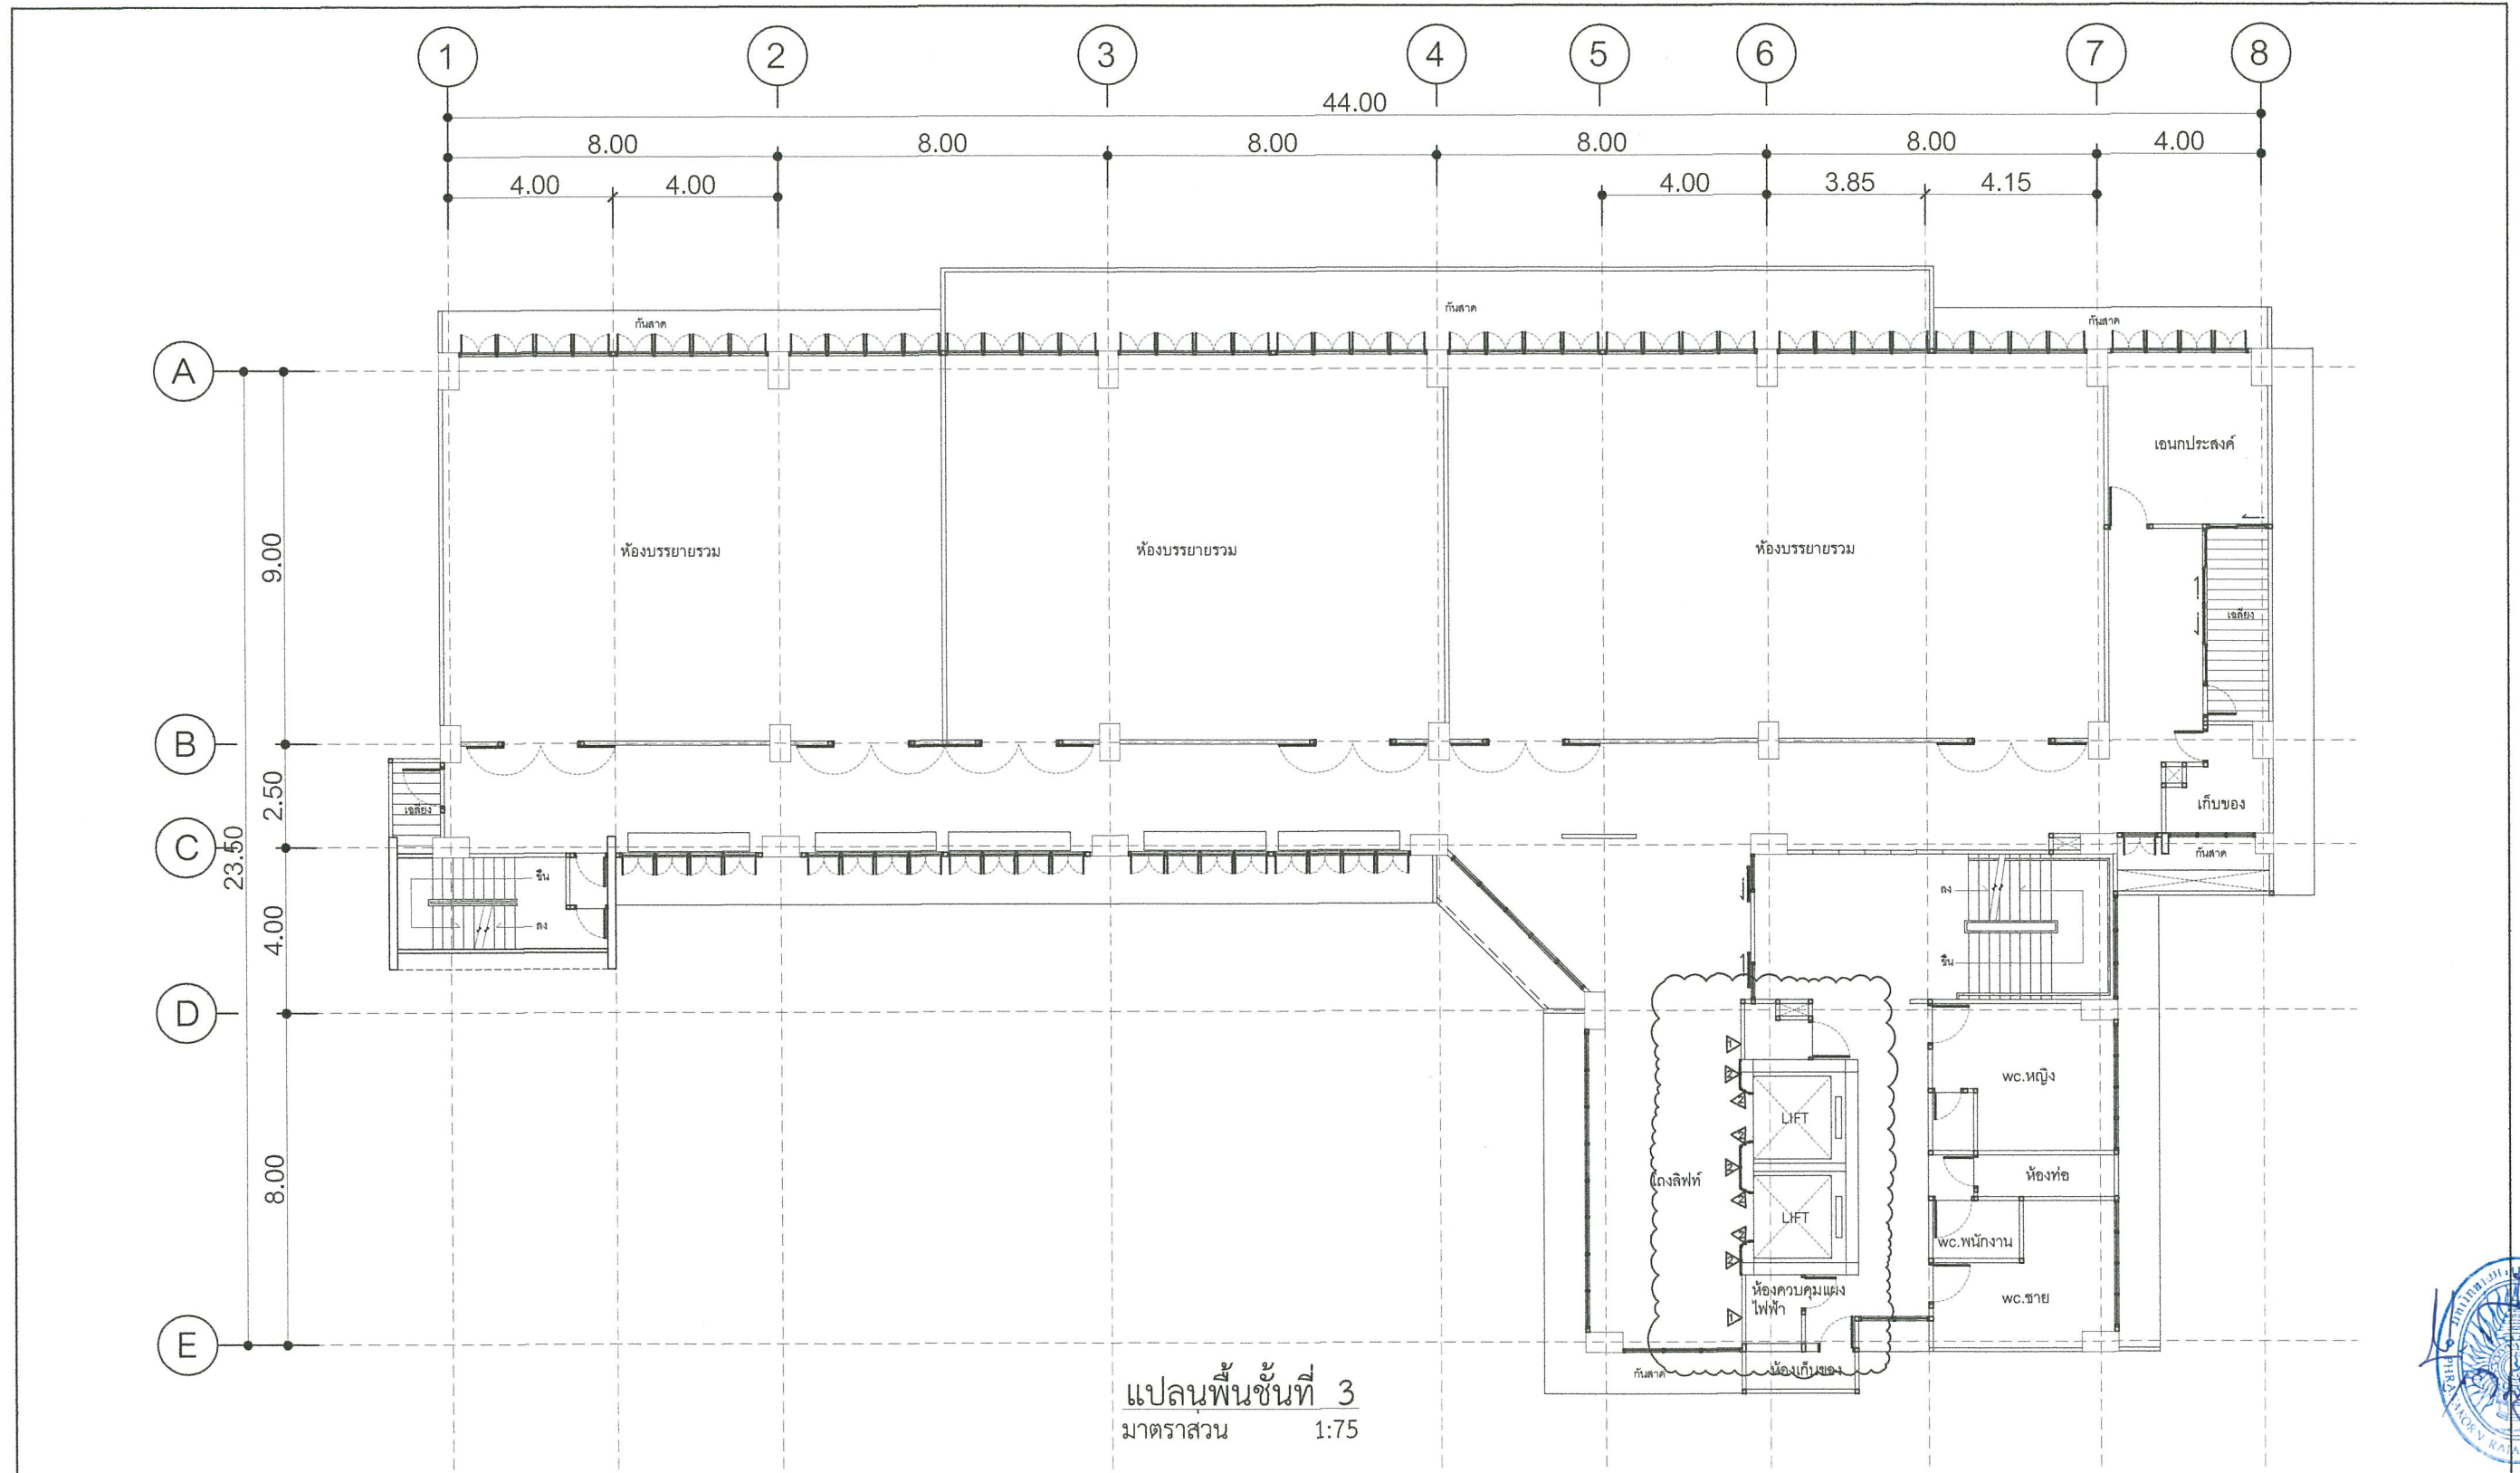 1 2 3 4 5 6 7 8
44.00
8.00 8.00 8.00 8.00 8.00 4.00
4.00 4.00 4.00 3.85 4.15
กันสาด
กันสาด
กันสาด
A
เอนกประสงค์
9.00
ห้องบรรยายรวม ห้องบรรยายรวม ห้องบรรยายรวม
เฉลียง
B
2.50
เฉลียง
เก็บของ
C
23.50
กันสาด
ขึ้น
ลง
ลง
ขึ้น
4.00
D
1
2
2
2
2
2
2
2
1
LIFT
LIFT
wc.หญิง
ห้องท่อ
โถงลิฟท์
8.00
wc.พนักงาน
ห้องควบคุมแผง
ไฟฟ้า
wc.ชาย
E
กันสาด
ห้องเก็บของ
แปลนพื้นชั้นที่ 3
มาตราส่วน 1:75